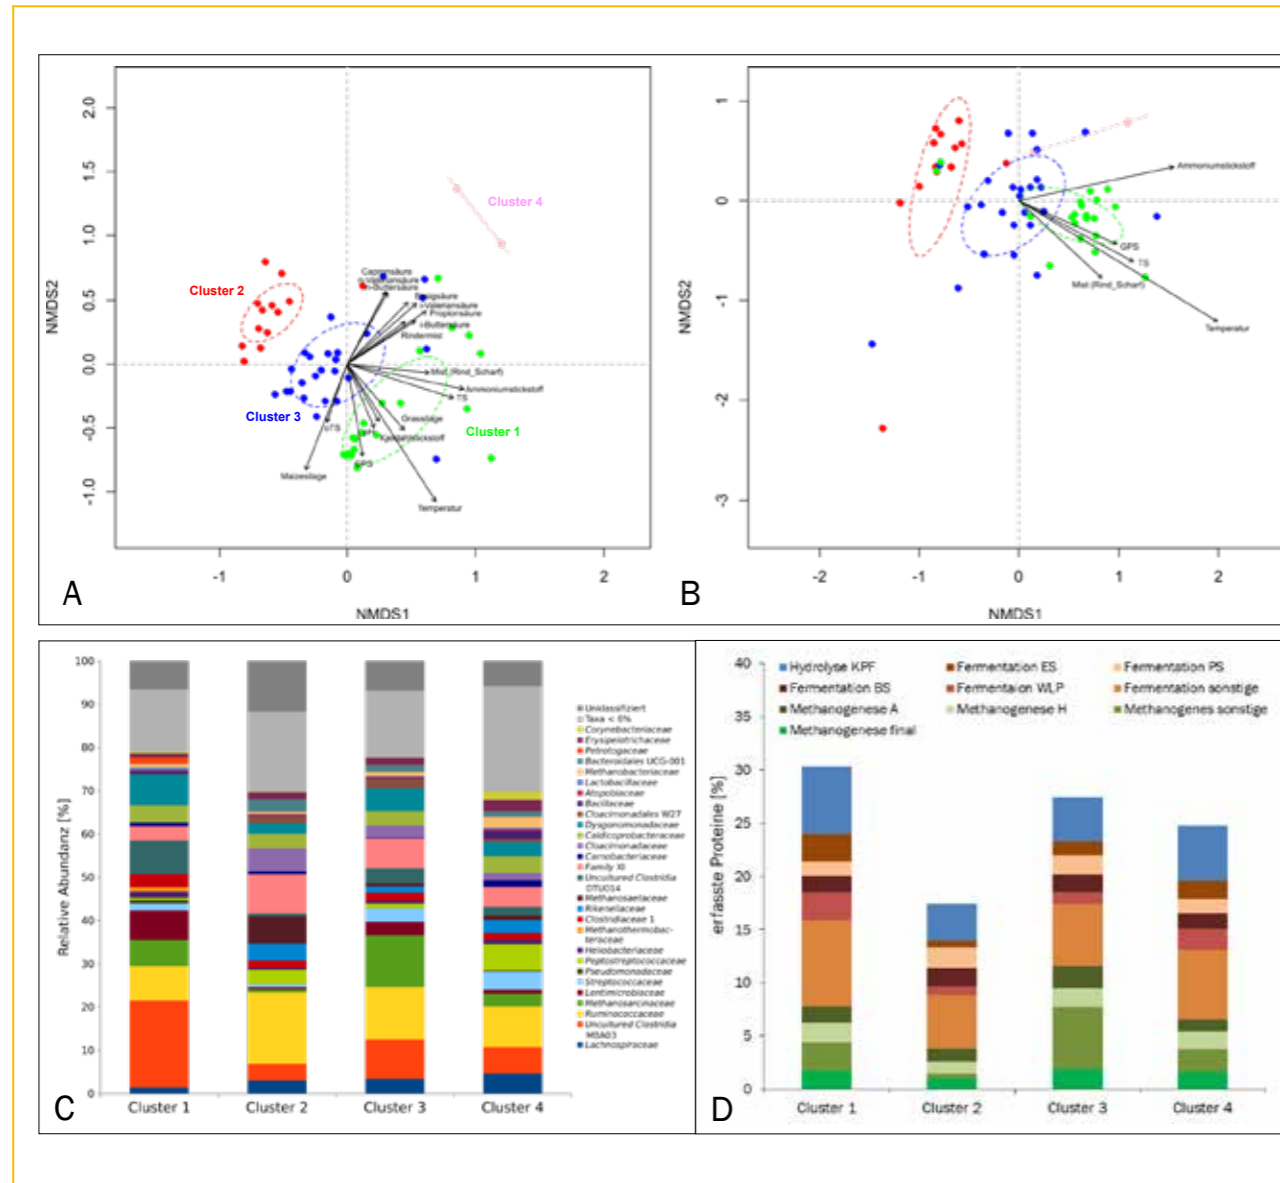 2.0
1.5
1.0
0.5
0.0
-0.5
-1.0
NMDS2
Cluster 4
Cluster 2
Cluster 3
Cluster 1
Capronsäure
n-Valeriansäure
n-Buttersäure
Essigsäure
i-Valeriansäure
Propionsäure
i-Buttersäure
Rindermist
Mist (Rind_Scharf)
Ammoniumstickstoff
TS
Grassilage
oTS
GPS
Maizesilage
Temperatur
-1
0
1
2
A
NMDS1
1
0
-1
-2
-3
NMDS2
Ammoniumstickstoff
GPS
TS
Mist (Rind_Scharf)
Temperatur
-2
-1
0
1
2
B
NMDS1
100
90
80
70
60
50
40
30
20
10
0
Relative Abundanz [%]
Unklassifiziert
Taxa < 6%
Corynebacteriaceae
Erysipelotrichaceae
Petrotogaceae
Bacteroidales UCG-001
Methanobacteriaceae
Lactobacillaceae
Atopobiaceae
Bacillaceae
Cloacimonadales W27
Dysgonomonadaceae
Caldicoprobacteraceae
Cloacimonadaceae
Carnobacteriaceae
Family XI
Uncultured Clostridia
DTU014
Methanosaetaceae
Rikenellaceae
Clostridiaceae 1
Methanothermobac-
teraceae
Heliobacteriaceae
Peptostreptococcaceae
Pseudomonadaceae
Streptococcaceae
Lentimicrobiaceae
Methanosarcinaceae
Ruminococcaceae
Uncultured Clostridia
MBA03
Lachnospiraceae
Cluster 1
Cluster 2
Cluster 3
Cluster 4
C
40
35
30
25
20
15
10
5
0
erfasste Proteine [%]
Hydrolyse KPF
Fermentation ES
Fermentation PS
Fermentation BS
Fermentaion WLP
Fermentation sonstige
Methanogenese A
Methanogenese H
Methanogenes sonstige
Methanogenese final
Cluster 1
Cluster 2
Cluster 3
Cluster 4
D